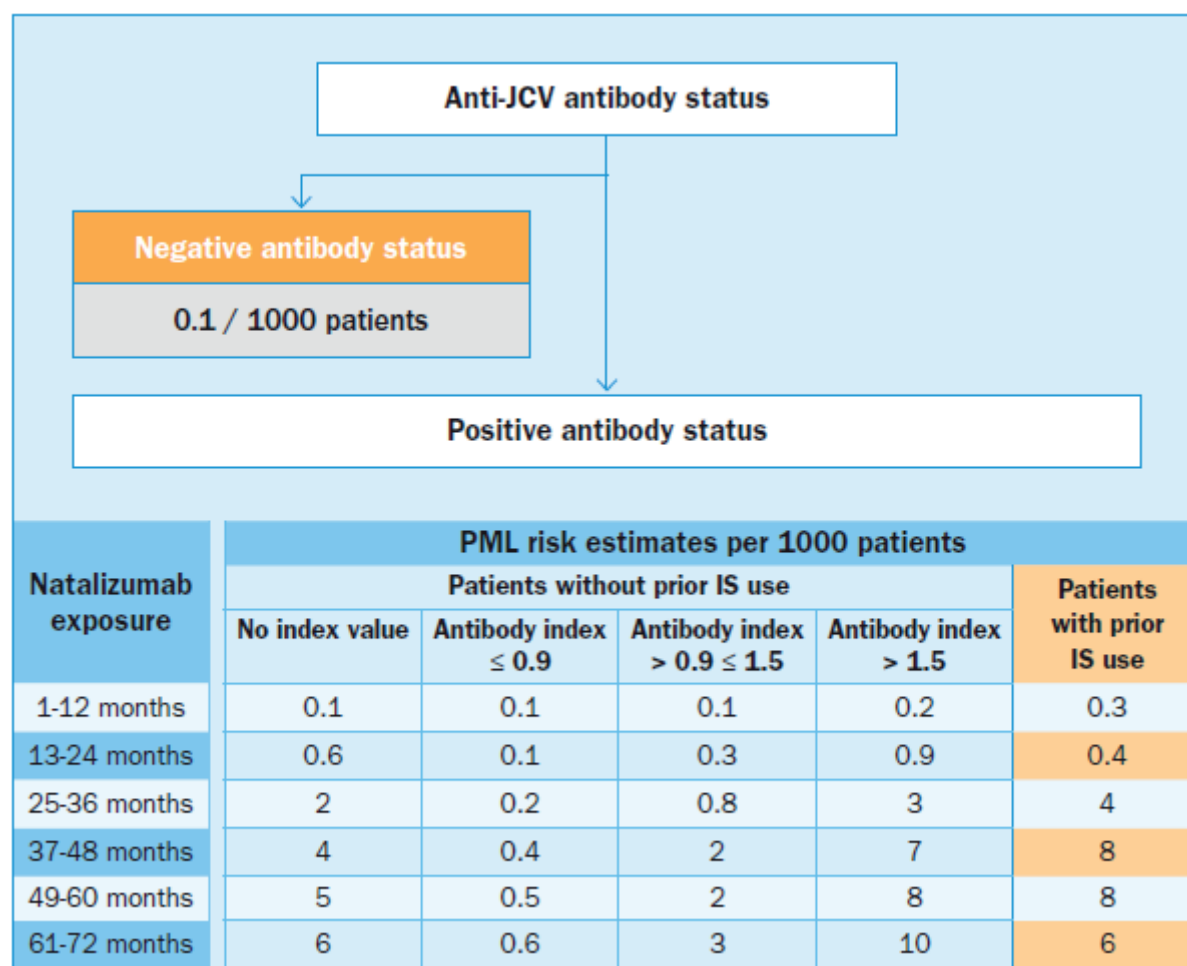 Anti-JCV antibody status
Negative antibody status
0.1 / 1000 patients
Positive antibody status
Natalizumab exposure
PML risk estimates per 1000 patients
Patients without prior IS use
Patients with prior IS use
No index value
Antibody index ≤ 0.9
Antibody index > 0.9 ≤ 1.5
Antibody index > 1.5
1-12 months 0.1 0.1 0.1 0.2 0.3
13-24 months 0.6 0.1 0.3 0.9 0.4
25-36 months 2 0.2 0.8 3 4
37-48 months 4 0.4 2 7 8
49-60 months 5 0.5 2 8 8
61-72 months 6 0.6 3 10 6